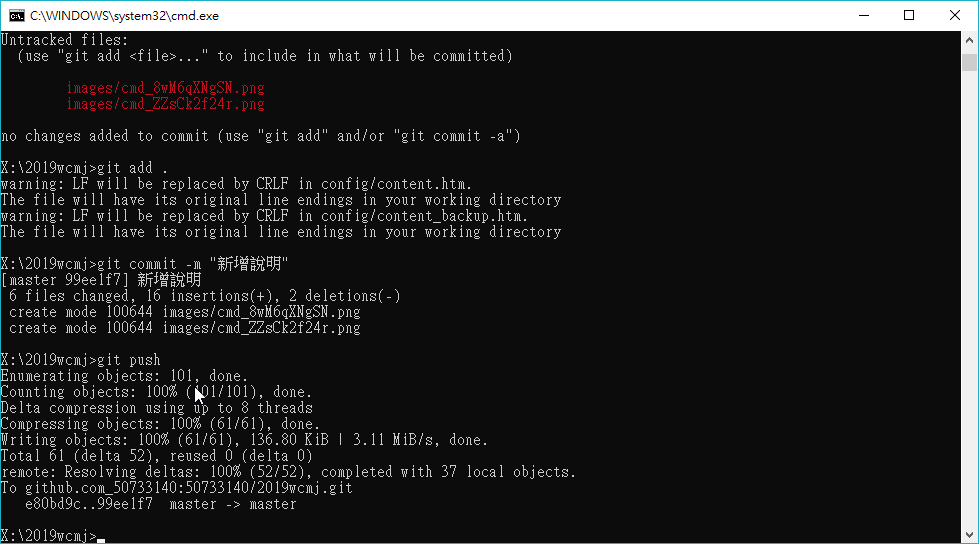 C:\WINDOWS\system32\cmd.exe
Untracked files:
  (use "git add <file>..." to include in what will be committed)
        images/cmd_8wM6qXNgSN.png
        images/cmd_ZZsCk2f24r.png
no changes added to commit (use "git add" and/or "git commit -a")
X:\2019wcmj>git add .
warning: LF will be replaced by CRLF in config/content.htm.
The file will have its original line endings in your working directory
warning: LF will be replaced by CRLF in config/content_backup.htm.
The file will have its original line endings in your working directory
X:\2019wcmj>git commit -m "新增說明"
[master 99ee1f7] 新增說明
 6 files changed, 16 insertions(+), 2 deletions(-)
 create mode 100644 images/cmd_8wM6qXNgSN.png
 create mode 100644 images/cmd_ZZsCk2f24r.png
X:\2019wcmj>git push
Enumerating objects: 101, done.
Counting objects: 100% (101/101), done.
Delta compression using up to 8 threads
Compressing objects: 100% (61/61), done.
Writing objects: 100% (61/61), 136.80 KiB | 3.11 MiB/s, done.
Total 61 (delta 52), reused 0 (delta 0)
remote: Resolving deltas: 100% (52/52), completed with 37 local objects.
To github.com_50733140:50733140/2019wcmj.git
   e80bd9c..99ee1f7  master -> master
X:\2019wcmj>